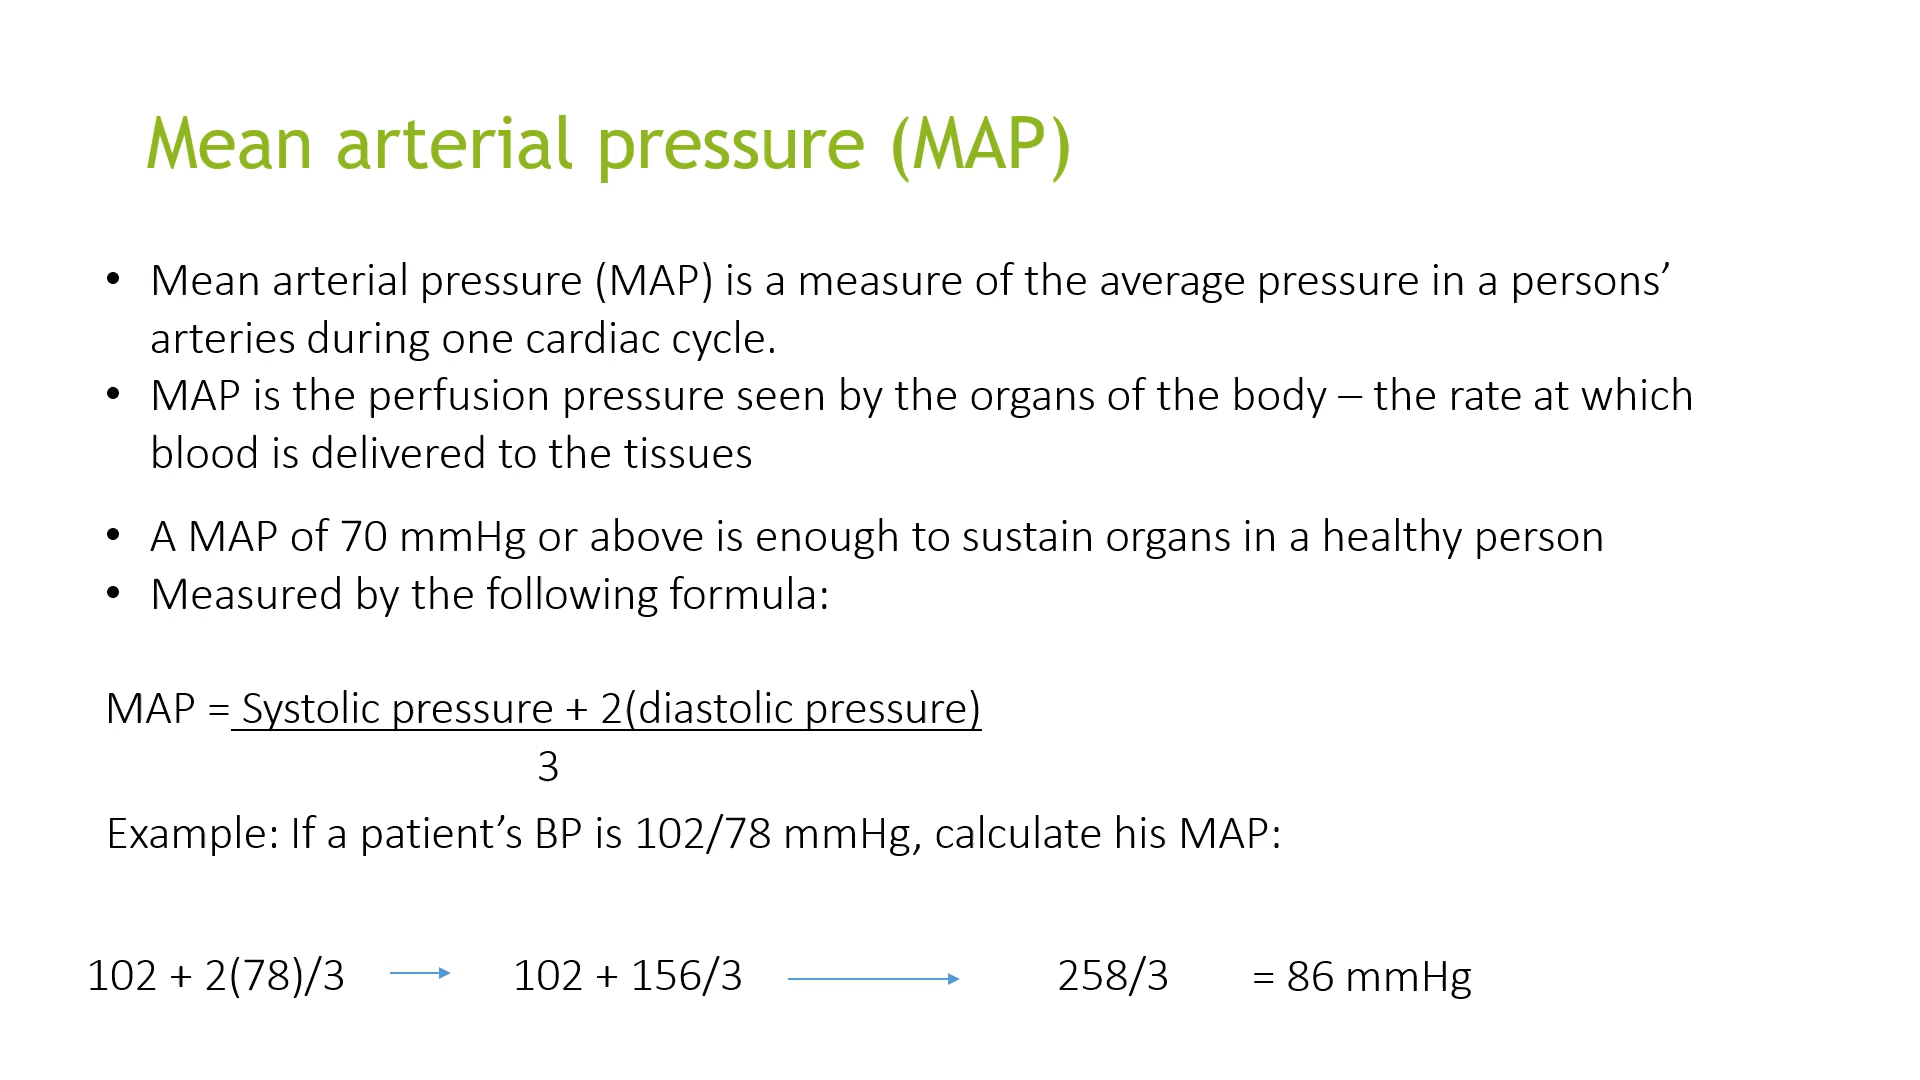 Mean arterial pressure (MAP)
• Mean arterial pressure (MAP) is a measure of the average pressure in a persons’
arteries during one cardiac cycle.
• MAP is the perfusion pressure seen by the organs of the body – the rate at which
blood is delivered to the tissues
• A MAP of 70 mmHg or above is enough to sustain organs in a healthy person
• Measured by the following formula:
MAP = Systolic pressure + 2(diastolic pressure)
3
Example: If a patient’s BP is 102/78 mmHg, calculate his MAP:
102 + 2(78)/3 → 102 + 156/3 → 258/3 = 86 mmHg